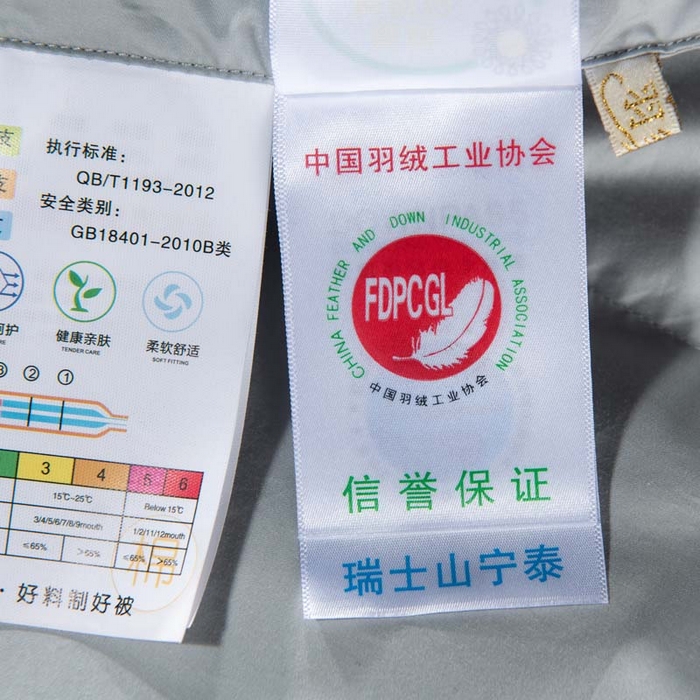 执行标准：
QB/T1193-2012
安全类别：
GB18401-2010B类
健康亲肤
TENDER CARE
柔软舒适
SOFT FITTING
② ①
3 4 5 6
15℃-25℃ Below 15℃
3/4/5/6/7/8/9mouth 1/2/11/12mouth
≤65% >65% ≤65% >65%
棉
好料制好被
中国羽绒工业协会
CHINA FEATHER AND DOWN INDUSTRIAL ASSOCIATION
FDPCGL
中国羽绒工业协会
信誉保证
瑞士山宁泰